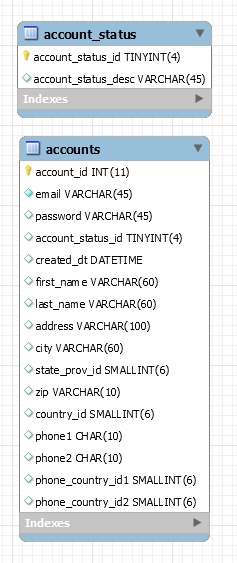 account_status
account_status_id TINYINT(4)
account_status_desc VARCHAR(45)
Indexes
accounts
account_id INT(11)
email VARCHAR(45)
password VARCHAR(45)
account_status_id TINYINT(4)
created_dt DATETIME
first_name VARCHAR(60)
last_name VARCHAR(60)
address VARCHAR(100)
city VARCHAR(60)
state_prov_id SMALLINT(6)
zip VARCHAR(10)
country_id SMALLINT(6)
phone1 CHAR(10)
phone2 CHAR(10)
phone_country_id1 SMALLINT(6)
phone_country_id2 SMALLINT(6)
Indexes